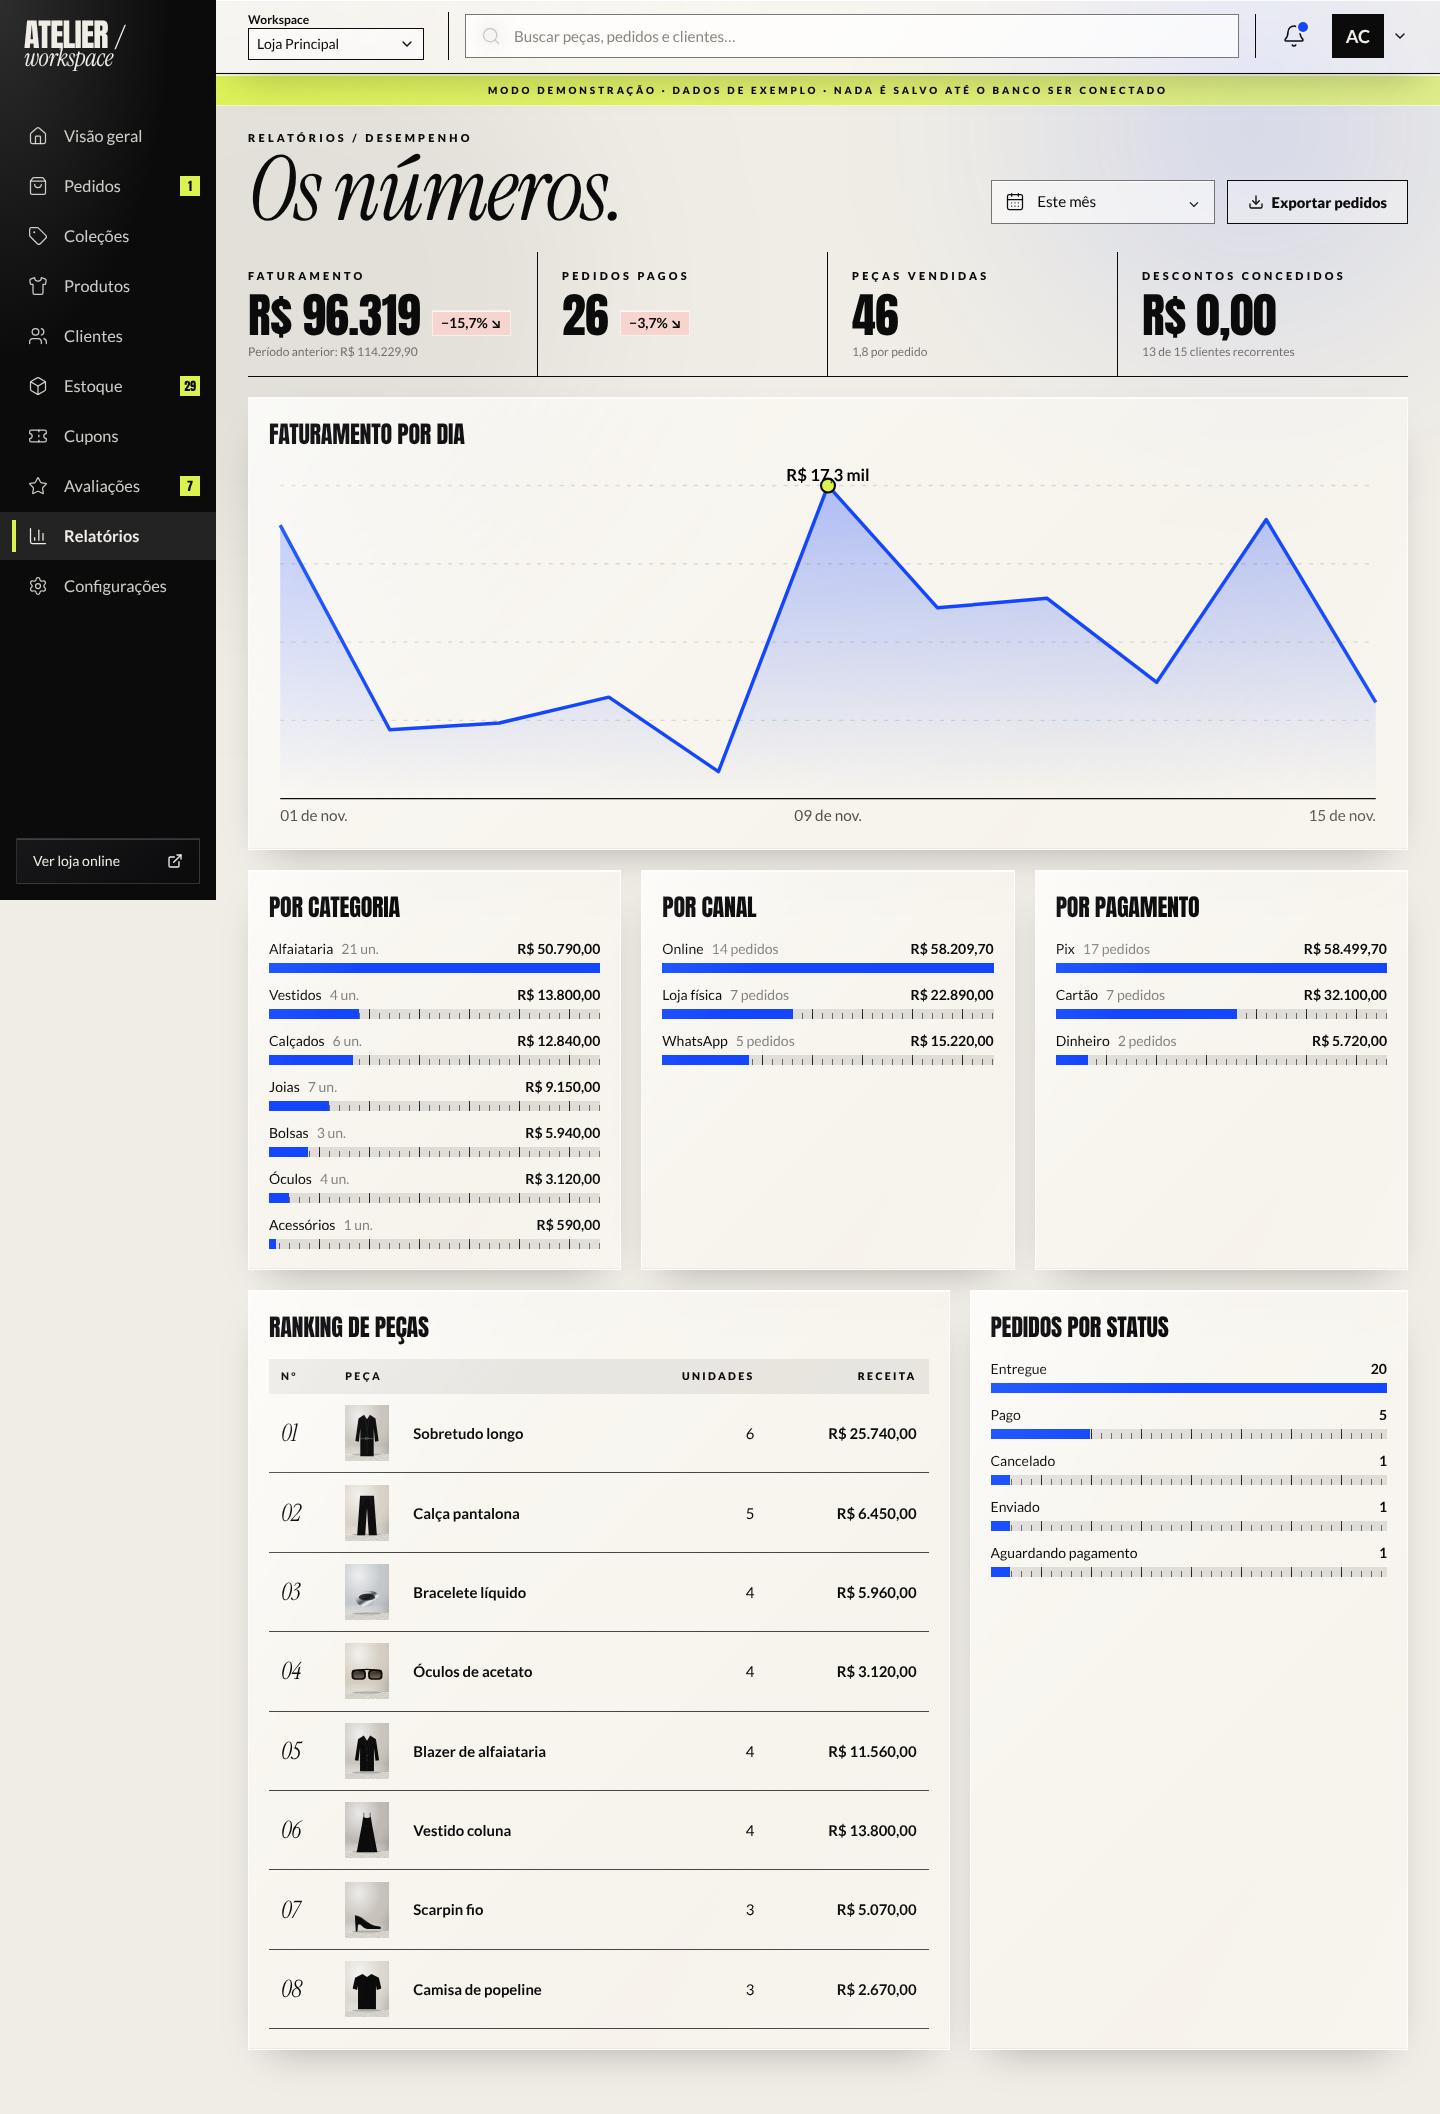 ATELIER /
workspace
Visão geral
Pedidos 1
Coleções
Produtos
Clientes
Estoque 29
Cupons
Avaliações 7
Relatórios
Configurações
Ver loja online
Workspace
Loja Principal
Buscar peças, pedidos e clientes...
AC
MODO DEMONSTRAÇÃO · DADOS DE EXEMPLO · NADA É SALVO ATÉ O BANCO SER CONECTADO
RELATÓRIOS / DESEMPENHO
Os números.
Este mês
Exportar pedidos
FATURAMENTO
R$ 96.319 −15,7% ↘
Período anterior: R$ 114.229,90
PEDIDOS PAGOS
26 −3,7% ↘
PEÇAS VENDIDAS
46
1,8 por pedido
DESCONTOS CONCEDIDOS
R$ 0,00
13 de 15 clientes recorrentes
FATURAMENTO POR DIA
R$ 17,3 mil
01 de nov. 09 de nov. 15 de nov.
POR CATEGORIA
Alfaiataria 21 un. R$ 50.790,00
Vestidos 4 un. R$ 13.800,00
Calçados 6 un. R$ 12.840,00
Joias 7 un. R$ 9.150,00
Bolsas 3 un. R$ 5.940,00
Óculos 4 un. R$ 3.120,00
Acessórios 1 un. R$ 590,00
POR CANAL
Online 14 pedidos R$ 58.209,70
Loja física 7 pedidos R$ 22.890,00
WhatsApp 5 pedidos R$ 15.220,00
POR PAGAMENTO
Pix 17 pedidos R$ 58.499,70
Cartão 7 pedidos R$ 32.100,00
Dinheiro 2 pedidos R$ 5.720,00
RANKING DE PEÇAS
Nº PEÇA UNIDADES RECEITA
01 Sobretudo longo 6 R$ 25.740,00
02 Calça pantalona 5 R$ 6.450,00
03 Bracelete líquido 4 R$ 5.960,00
04 Óculos de acetato 4 R$ 3.120,00
05 Blazer de alfaiataria 4 R$ 11.560,00
06 Vestido coluna 4 R$ 13.800,00
07 Scarpin fio 3 R$ 5.070,00
08 Camisa de popeline 3 R$ 2.670,00
PEDIDOS POR STATUS
Entregue 20
Pago 5
Cancelado 1
Enviado 1
Aguardando pagamento 1